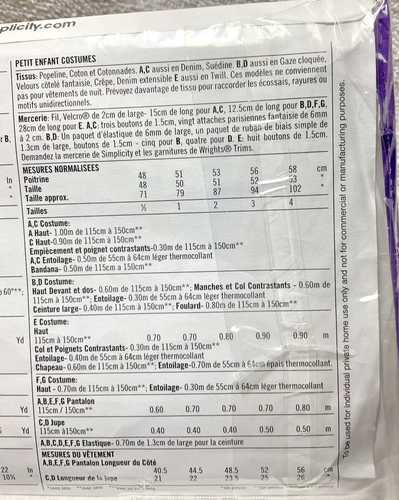 plicity.com
PETIT ENFANT COSTUMES
Tissus: Popeline, Coton et Cotonnades. A,C aussi en Denim, Suédine. B,D aussi en Gaze cloquée,
Velours côtelé fantaisie, Crêpe, Denim extensible E aussi en Twill. Ces modèles ne conviennent
pas pour vêtements de nuit. Prévoyez davantage de tissu pour raccorder les écossais, rayures ou
motifs unidirectionnels.
Mercerie: Fil, Velcro® de 2cm de large- 15cm de long pour A,C, 12.5cm de long pour B,D,F,G,
28cm de long pour E. A,C: trois boutons de 1.5cm, vingt attaches parisiennes fantaisie de 6mm
à 2 cm. B,D: Un paquet d'élastique de 6mm de large, un paquet de ruban de biais simple de
1.3cm de large, boutons de 1.5cm - cinq pour B, quatre pour D. E: huit boutons de 1.5cm.
Demandez la mercerie de Simplicity et les garnitures de Wrights® Trims.
MESURES NORMALISEES
Poitrine 48 51 53 56 58 cm
Taille 48 50 51 52 53 "
Taille approx. 71 79 87 94 102 "
Tailles ½ 1 2 3 4
A,C Costume:
A Haut- 1.00m de 115cm à 150cm**
C Haut-0.90m de 115cm à 150cm**
Empiècement et poignet contrastants-0.30m de 115cm à 150cm**
A,C Entoilage- 0.50m de 55cm à 64cm léger thermocollant
Bandana- 0.50m de 115cm a 150cm**
B,D Costume:
Haut Devant et dos- 0.60m de 115cm à 150cm**; Manches et Col Contrastants - 0.60m de
115cm à 150cm**; Entoilage- 0.30m de 55cm à 64cm léger thermocollant
Ceinture large- 0.40m de 115cm à 150cm**; Foulard- 0.80m de 115cm à 150cm**
E Costume:
Haut
115cm à 150cm** 0.70 0.70 0.80 0.90 0.90 m
Col et Poignets Contrastants- 0.30m de 115cm à 150cm**
Entoilage- 0.40m de 55cm à 64cm léger thermocollant
Chapeau- 0.60m de 115cm à 150cm**; Entoilage-0.70m de 55cm à 64cm épais thermocollant.
F,G Costume:
Haut - 0.70m de 115cm à 150cm**; Entoilage- 0.30m de 55cm à 64cm léger thermocollant
A,B,E,F,G Pantalon
115cm / 150cm** 0.60 0.70 0.70 0.70 0.80 m
C,D Jupe
115cm à150cm** 0.40 0.40 0.40 0.50 0.50 m
A,B,C,D,E,F,G Elastique- 0.70m de 1.3cm de large pour la ceinture
MESURES DU VÊTEMENT
A,B,E,F,G Pantalon Longueur du Côté
40.5 44.5 48.5 52 56 cm
C,D Longueur de la jupe 21 22 23.5 25 26 "
To be used for individual private home use only and not for commercial or manufacturing purposes.
In
r B,
o 60"**;
Yd
Yd
Yd
22 In
10½ "